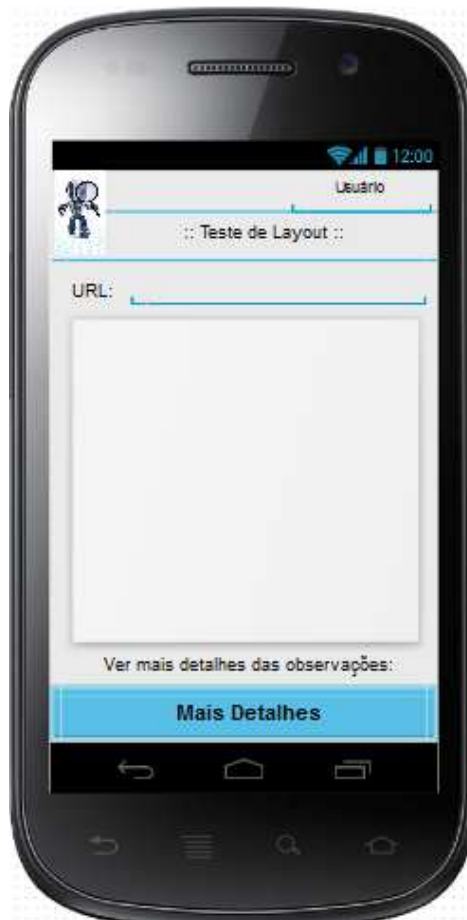 12:00
Usuário
:: Teste de Layout ::
URL:
Ver mais detalhes das observações:
Mais Detalhes